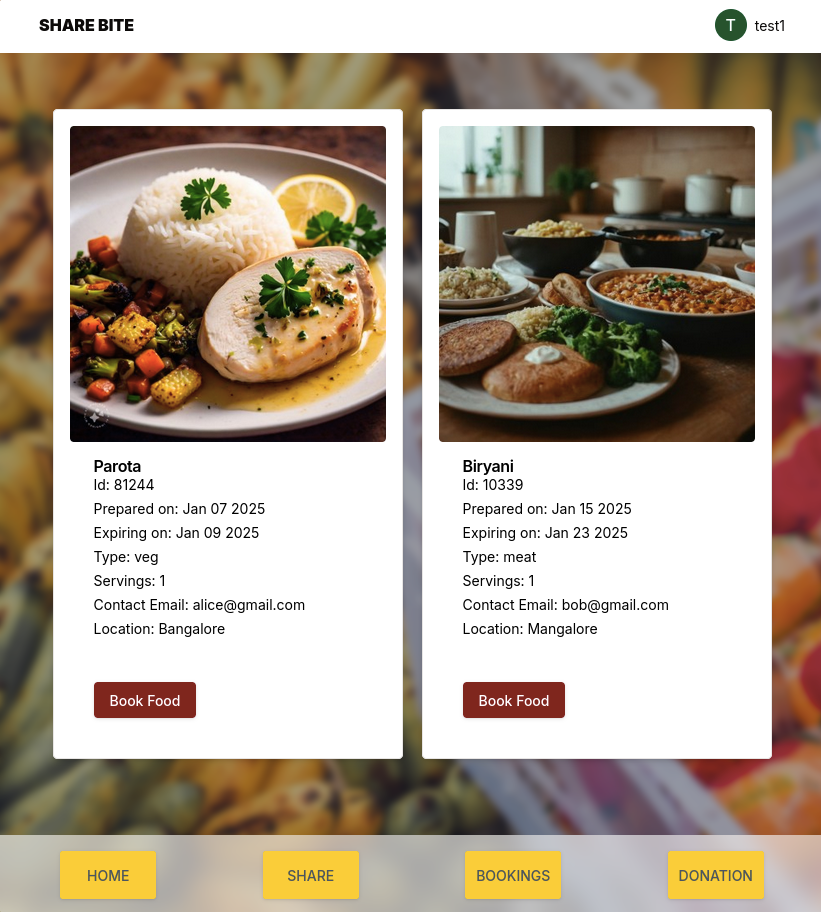 SHARE BITE
T
test1
Parota
Id: 81244
Prepared on: Jan 07 2025
Expiring on: Jan 09 2025
Type: veg
Servings: 1
Contact Email: alice@gmail.com
Location: Bangalore
Book Food
Biryani
Id: 10339
Prepared on: Jan 15 2025
Expiring on: Jan 23 2025
Type: meat
Servings: 1
Contact Email: bob@gmail.com
Location: Mangalore
Book Food
HOME
SHARE
BOOKINGS
DONATION